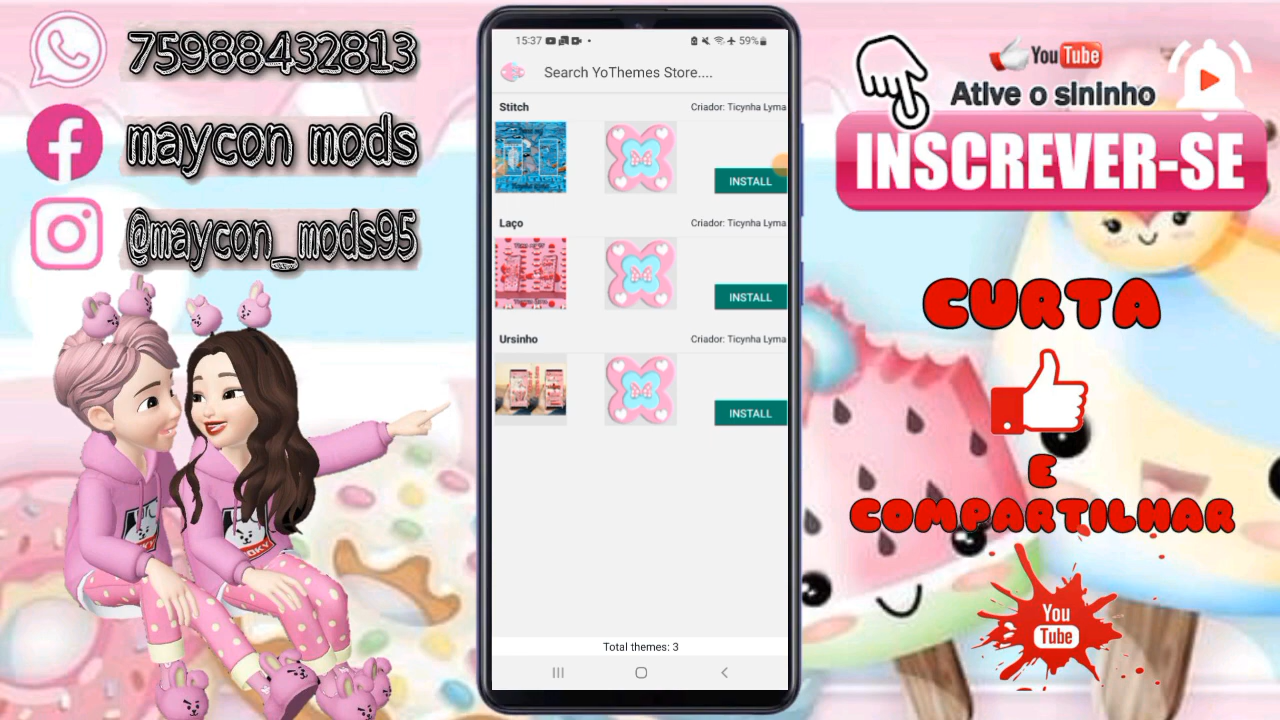 75988432813
maycon mods
@maycon_mods95
15:37
59%
Search YoThemes Store....
Stitch
Criador: Ticynha Lyma
INSTALL
Laço
Criador: Ticynha Lyma
INSTALL
Ursinho
Criador: Ticynha Lyma
INSTALL
Total themes: 3
YouTube
Ative o sininho
INSCREVER-SE
CURTA
E
COMPARTILHAR
You
Tube